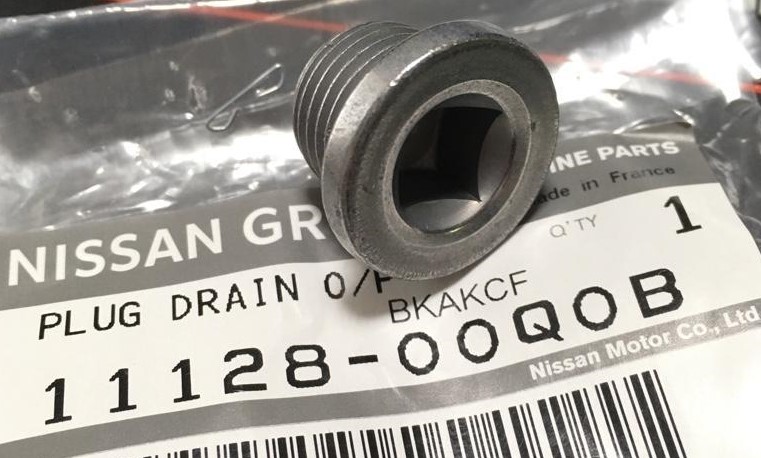 NISSAN GR INE PARTS
ade in France
Q'TY 1
PLUG DRAIN O/P
BKAKCF
11128-00Q0B
Nissan Motor Co., Ltd